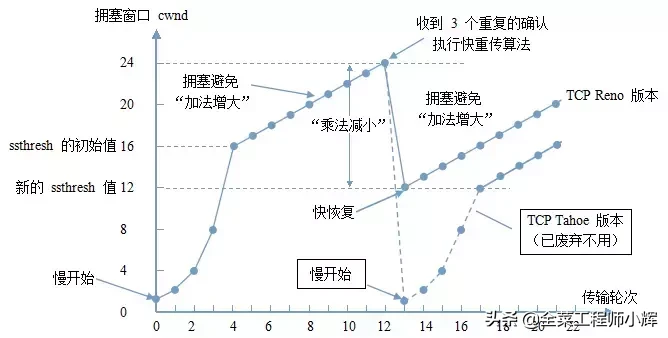 拥塞窗口 cwnd
收到 3 个重复的确认
执行快重传算法
24
20
16
12
8
4
0
ssthresh 的初始值
新的 ssthresh 值
拥塞避免
“加法增大”
“乘法减小”
拥塞避免
“加法增大”
TCP Reno 版本
快恢复
TCP Tahoe 版本
（已废弃不用）
慢开始
慢开始
传输轮次
0 2 4 6 8 10 12 14 16 18 20 22
头条 @全菜工程师小辉